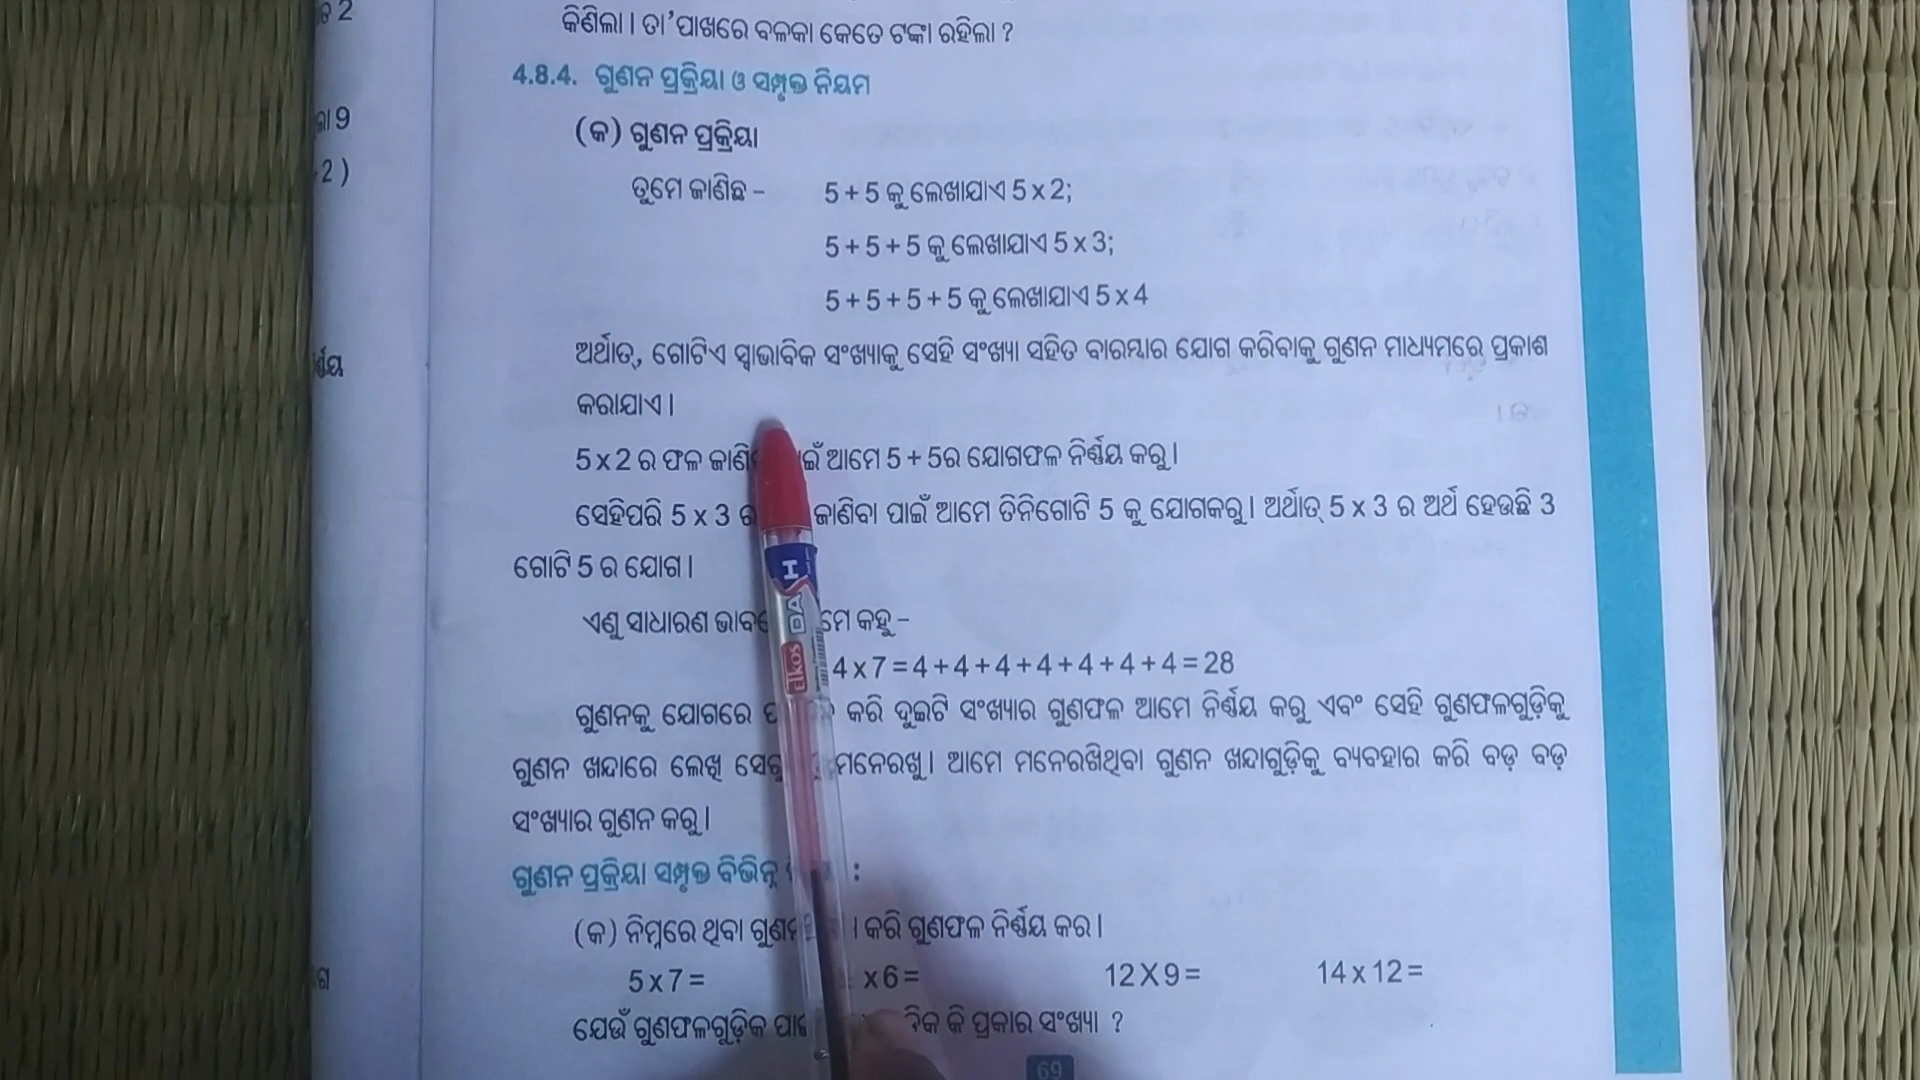 ତ 2
କିଣିଲା । ତା' ପାଖରେ ବଳକା କେତେ ଟଙ୍କା ରହିଲା ?
4.8.4. ଗୁଣନ ପ୍ରକ୍ରିୟା ଓ ସମ୍ପୃକ୍ତ ନିୟମ
ଳା 9
(କ) ଗୁଣନ ପ୍ରକ୍ରିୟା
2 )
ତୁମେ ଜାଣିଛ – 5 + 5 କୁ ଲେଖାଯାଏ 5 x 2;
5 + 5 + 5 କୁ ଲେଖାଯାଏ 5 x 3;
5 + 5 + 5 + 5 କୁ ଲେଖାଯାଏ 5 x 4
ଅର୍ଥାତ୍, ଗୋଟିଏ ସ୍ୱାଭାବିକ ସଂଖ୍ୟାକୁ ସେହି ସଂଖ୍ୟା ସହିତ ବାରମ୍ୱାର ଯୋଗ କରିବାକୁ ଗୁଣନ ମାଧ୍ୟମରେ ପ୍ରକାଶ
ର୍ଣ୍ଣୟ
କରାଯାଏ ।
5 x 2 ର ଫଳ ଆମେ 5 + 5ର ଯୋଗଫଳ ନିର୍ଣ୍ଣୟ କରୁ ।
ସେହିପରି 5 x 3 ର ଜାଣିବା ପାଇଁ ଆମେ ତିନିଗୋଟି 5 କୁ ଯୋଗକରୁ । ଅର୍ଥାତ୍ 5 x 3 ର ଅର୍ଥ ହେଉଛି 3
ଗୋଟି 5 ର ଯୋଗ ।
ଏଣୁ ସାଧାରଣ କହୁ –
DASH
elkos
4 x 7 = 4 + 4 + 4 + 4 + 4 + 4 + 4 = 28
ଗୁଣନକୁ ଯୋଗରେ କରି ଦୁଇଟି ସଂଖ୍ୟାର ଗୁଣଫଳ ଆମେ ନିର୍ଣ୍ଣୟ କରୁ ଏବଂ ସେହି ଗୁଣଫଳଗୁଡ଼ିକୁ
ଗୁଣନ ଖନ୍ଦାରେ ଲେଖି ମନେରଖୁ । ଆମେ ମନେରଖିଥିବା ଗୁଣନ ଖନ୍ଦାଗୁଡ଼ିକୁ ବ୍ୟବହାର କରି ବଡ଼ ବଡ଼
ସଂଖ୍ୟାର ଗୁଣନ କରୁ ।
ଗୁଣନ ପ୍ରକ୍ରିୟା ସମ୍ପୃକ୍ତ ବିଭିନ୍ନ :
(କ) ନିମ୍ନରେ ଥିବା କରି ଗୁଣଫଳ ନିର୍ଣ୍ଣୟ କର ।
5 x 7 = x 6 = 12 X 9 = 14 x 12 =
ଯେଉଁ ଗୁଣଫଳଗୁଡ଼ିକ କି ପ୍ରକାର ସଂଖ୍ୟା ?
69